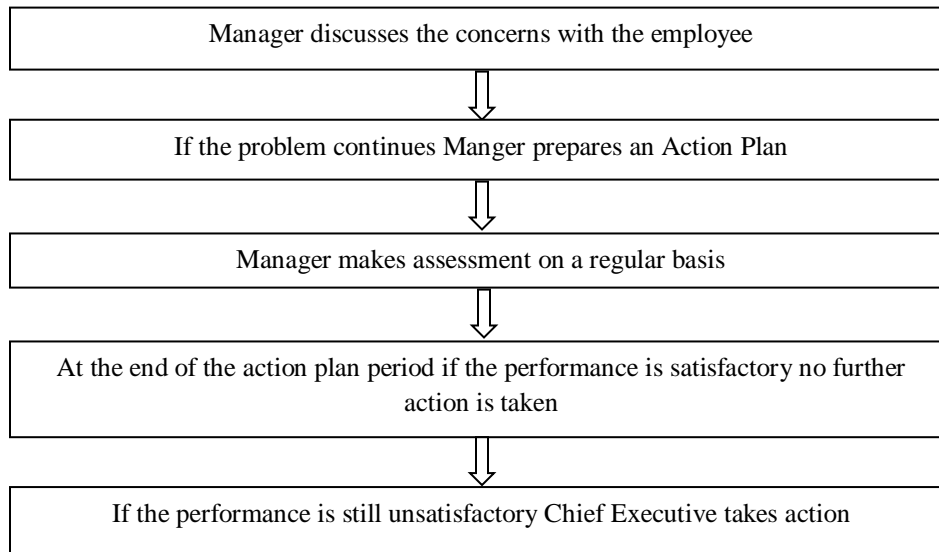 Manager discusses the concerns with the employee
If the problem continues Manger prepares an Action Plan
Manager makes assessment on a regular basis
At the end of the action plan period if the performance is satisfactory no further
action is taken
If the performance is still unsatisfactory Chief Executive takes action